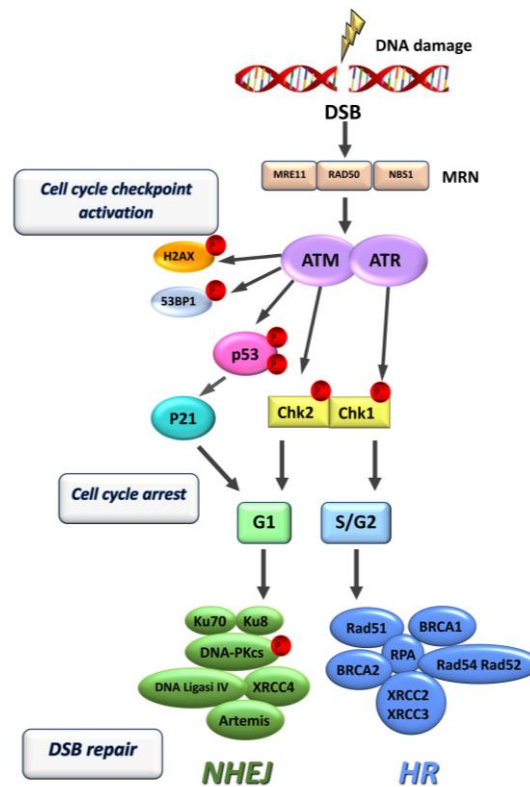 DNA damage
DSB
MRE11
RAD50
NBS1
MRN
Cell cycle checkpoint
activation
ATM
ATR
P
H2AX
P
53BP1
P
p53
P
P
P
Chk2
Chk1
P21
Cell cycle arrest
G1
S/G2
Ku70
Ku8
DNA-PKcs
P
DNA Ligasi IV
XRCC4
Artemis
Rad51
BRCA1
RPA
BRCA2
Rad54 Rad52
XRCC2
XRCC3
DSB repair
NHEJ
HR